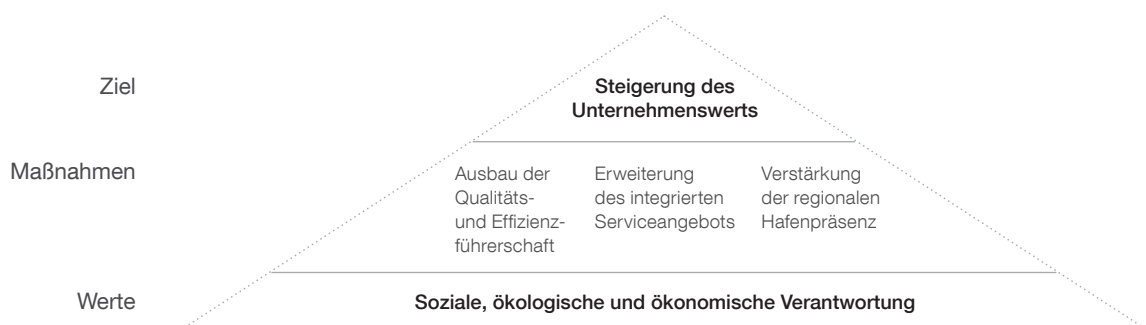 Ziel
Steigerung des
Unternehmenswerts
Maßnahmen
Ausbau der
Qualitäts-
und Effizienz-
führerschaft
Erweiterung
des integrierten
Serviceangebots
Verstärkung
der regionalen
Hafenpräsenz
Werte
Soziale, ökologische und ökonomische Verantwortung